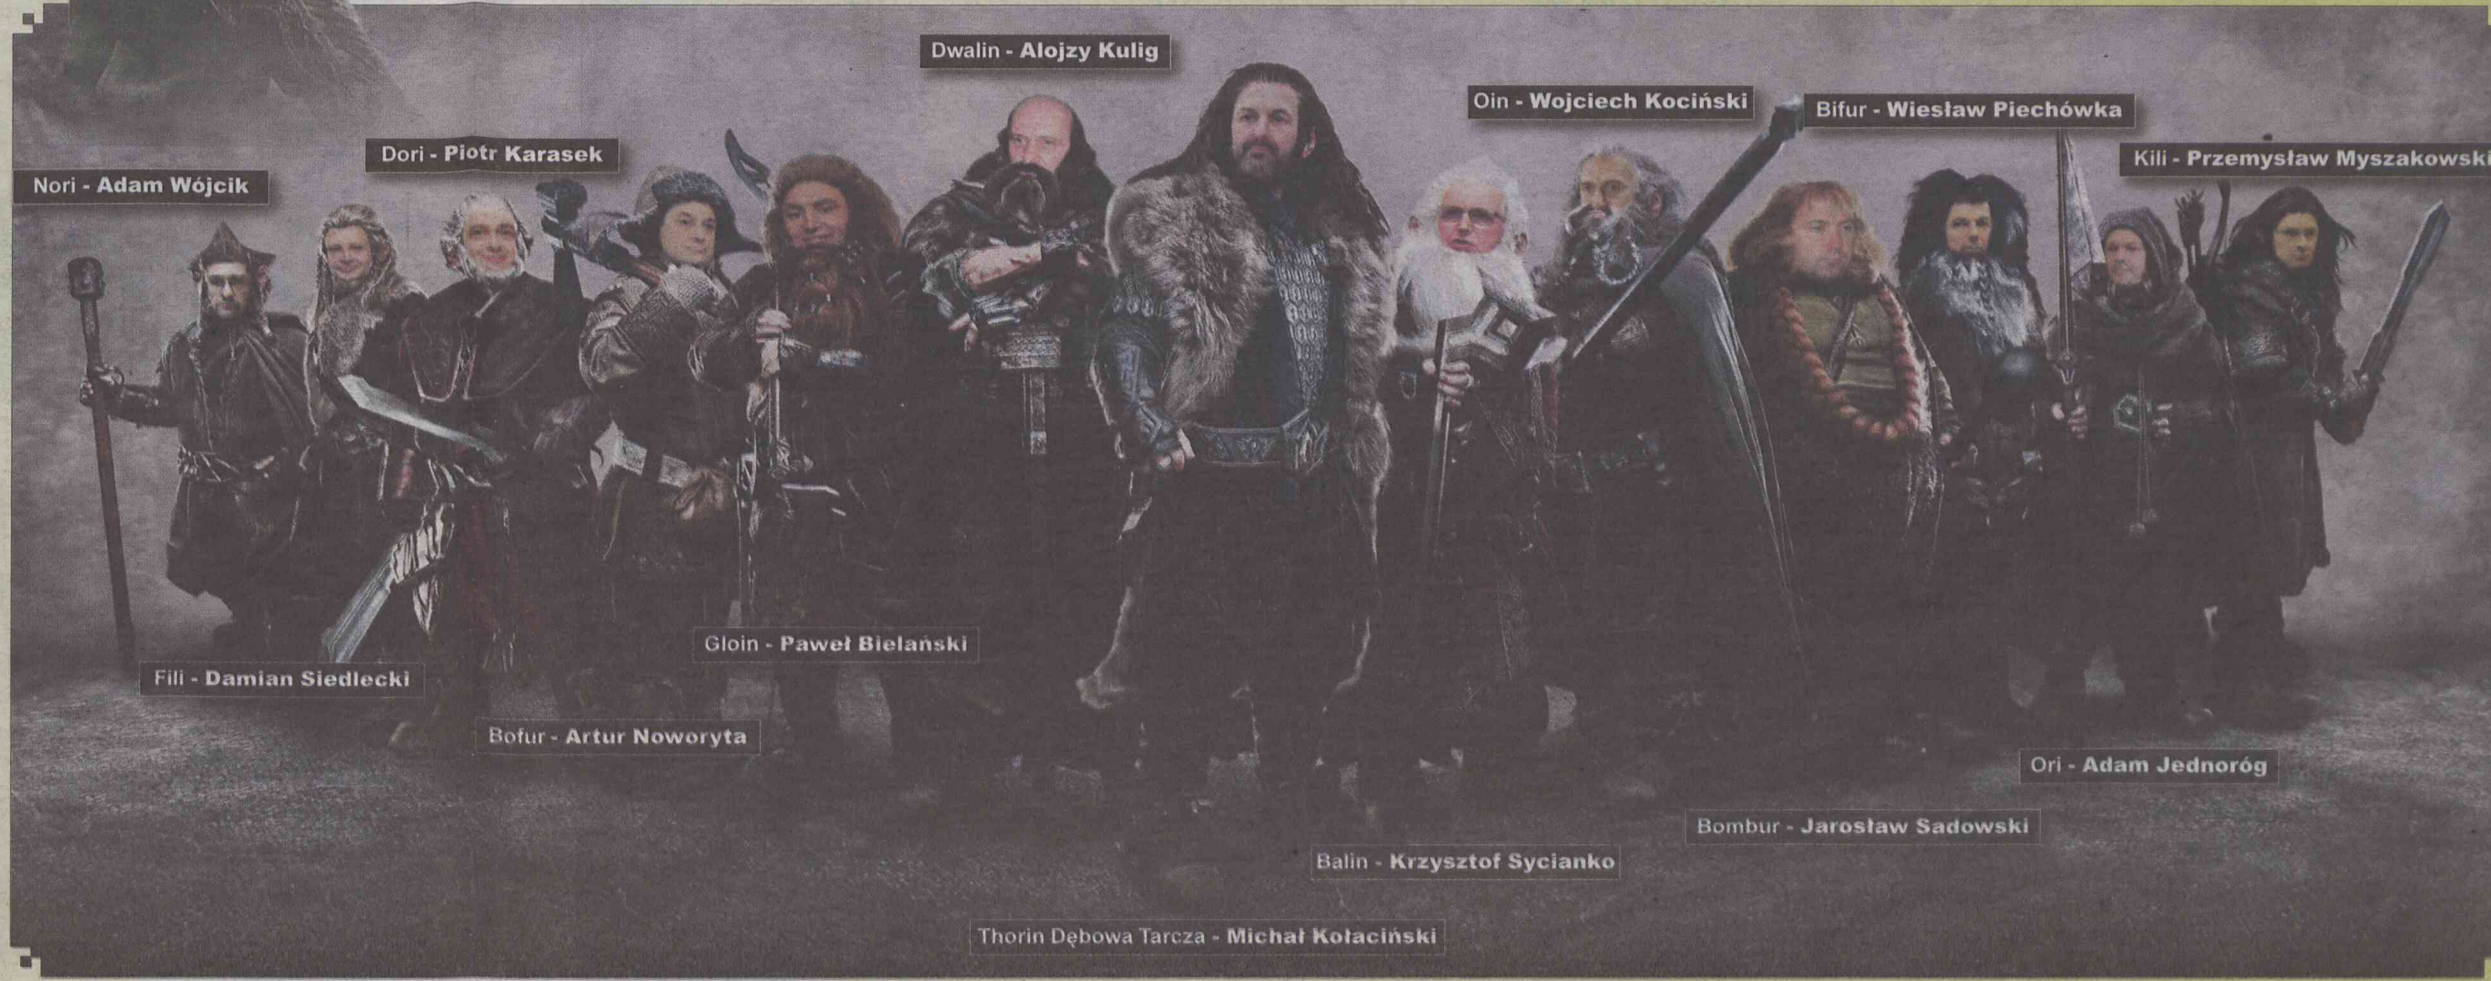 Dwalin - Alojzy Kulig
Oin - Wojciech Kociński
Bifur - Wiesław Piechówka
Dori - Piotr Karasek
Kili - Przemysław Myszakowski
Nori - Adam Wójcik
Gloin - Paweł Bielański
Fili - Damian Siedlecki
Bofur - Artur Noworyta
Ori - Adam Jednoróg
Bombur - Jarosław Sadowski
Balin - Krzysztof Sycianko
Thorin Dębowa Tarcza - Michał Kołaciński